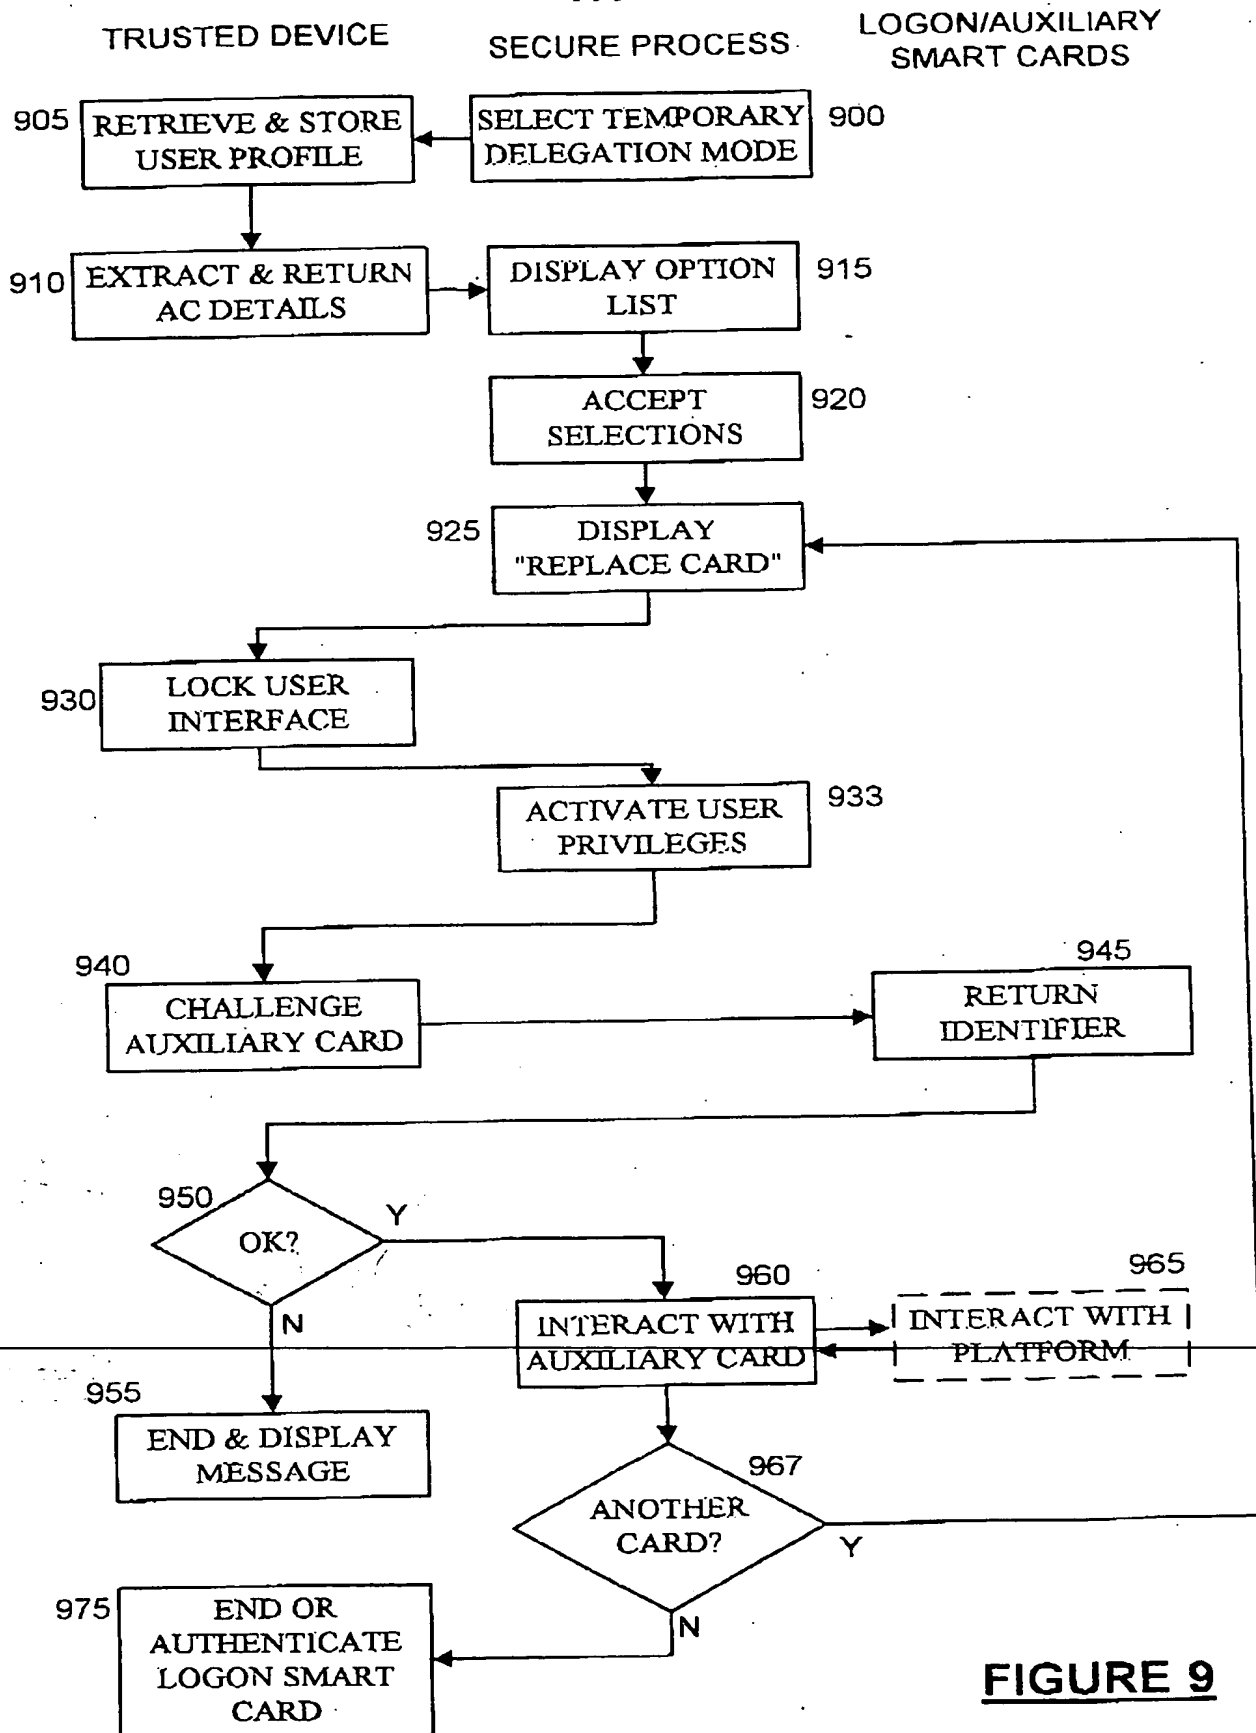 TRUSTED DEVICE
SECURE PROCESS
LOGON/AUXILIARY
SMART CARDS
905
RETRIEVE & STORE
USER PROFILE
SELECT TEMPORARY
DELEGATION MODE
900
910
EXTRACT & RETURN
AC DETAILS
DISPLAY OPTION
LIST
915
ACCEPT
SELECTIONS
920
925
DISPLAY
"REPLACE CARD"
930
LOCK USER
INTERFACE
ACTIVATE USER
PRIVILEGES
933
940
CHALLENGE
AUXILIARY CARD
945
RETURN
IDENTIFIER
950
OK?
Y
N
960
INTERACT WITH
AUXILIARY CARD
965
INTERACT WITH
PLATFORM
955
END & DISPLAY
MESSAGE
967
ANOTHER
CARD?
Y
N
975
END OR
AUTHENTICATE
LOGON SMART
CARD
FIGURE 9